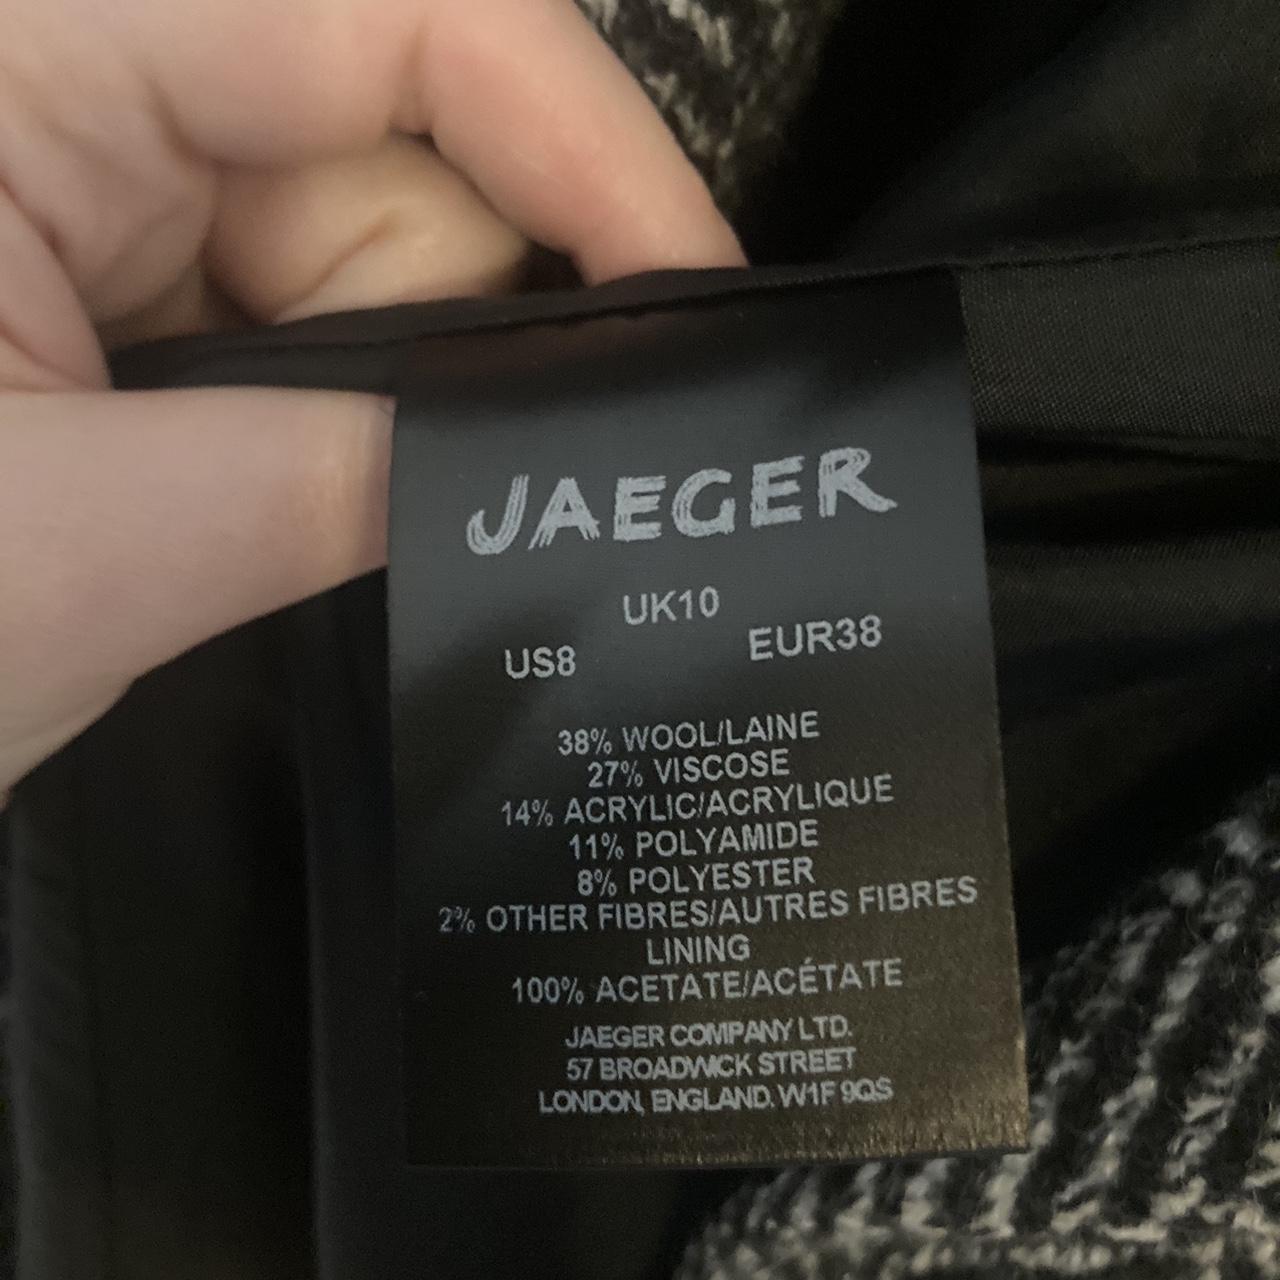 JAEGER
UK10
US8 EUR38
38% WOOL/LAINE
27% VISCOSE
14% ACRYLIC/ACRYLIQUE
11% POLYAMIDE
8% POLYESTER
2% OTHER FIBRES/AUTRES FIBRES
LINING
100% ACETATE/ACÉTATE
JAEGER COMPANY LTD.
57 BROADWICK STREET
LONDON, ENGLAND. W1F 9QS